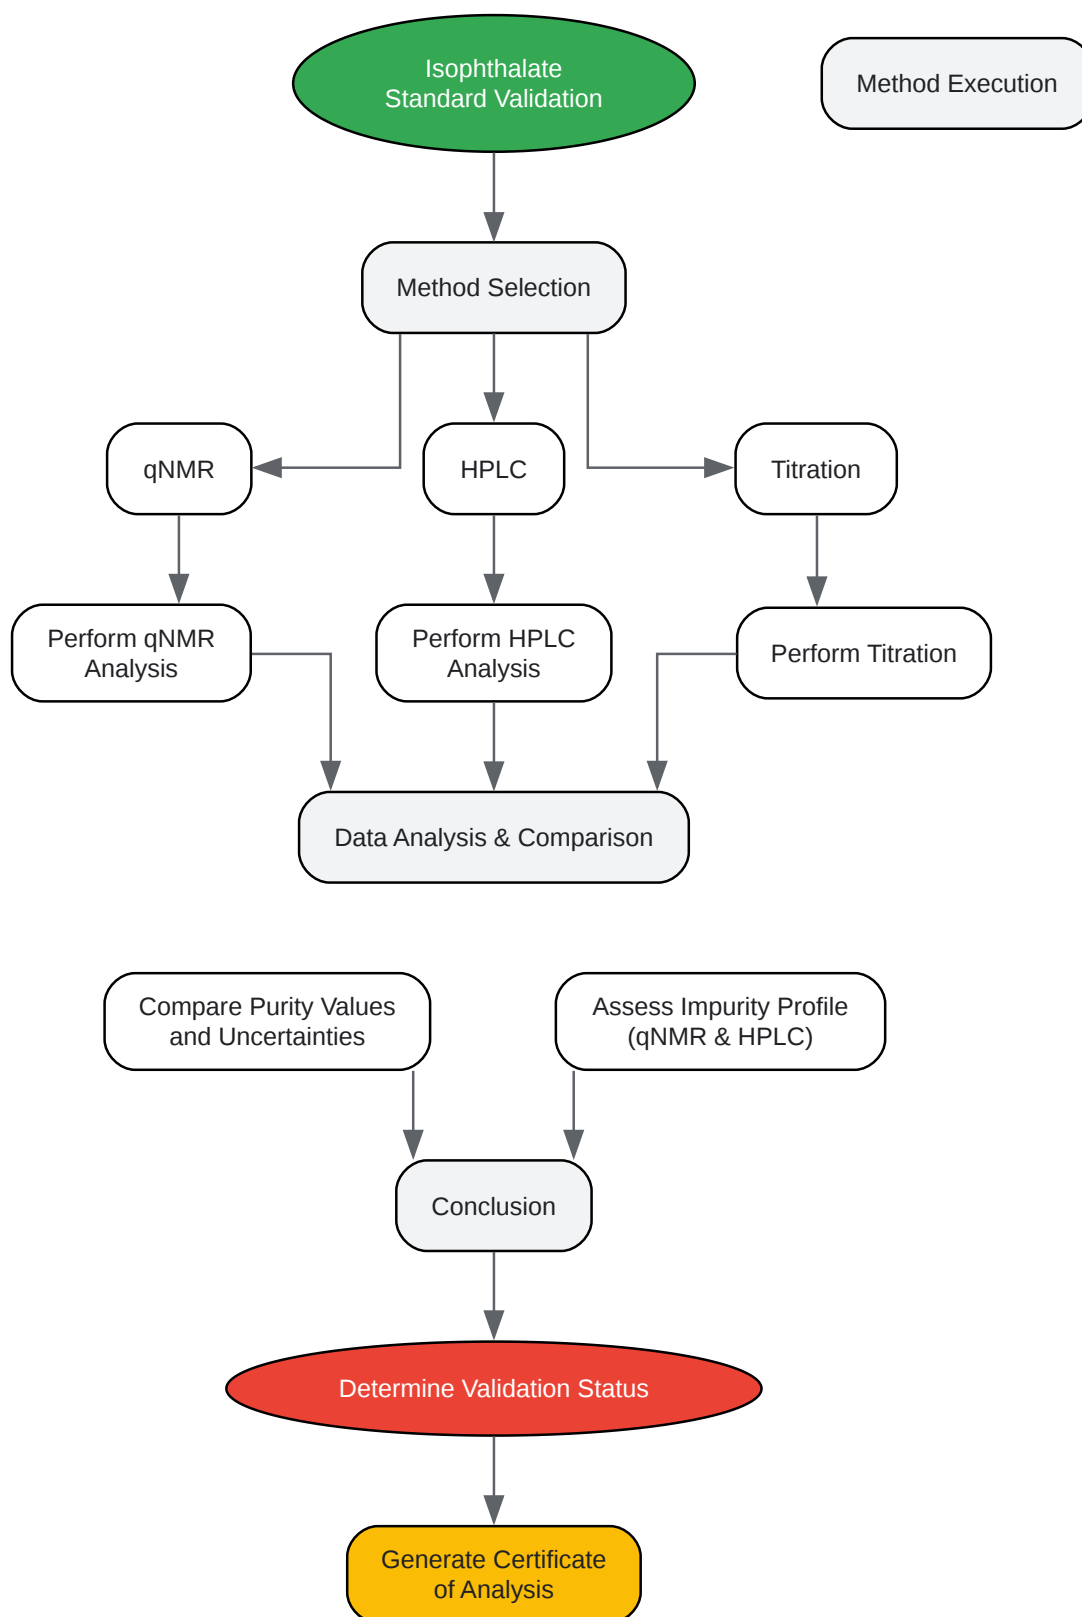 Isophthalate
Standard Validation
Method Execution
Method Selection
qNMR
HPLC
Titration
Perform qNMR
Analysis
Perform HPLC
Analysis
Perform Titration
Data Analysis & Comparison
Compare Purity Values
and Uncertainties
Assess Impurity Profile
(qNMR & HPLC)
Conclusion
Determine Validation Status
Generate Certificate
of Analysis